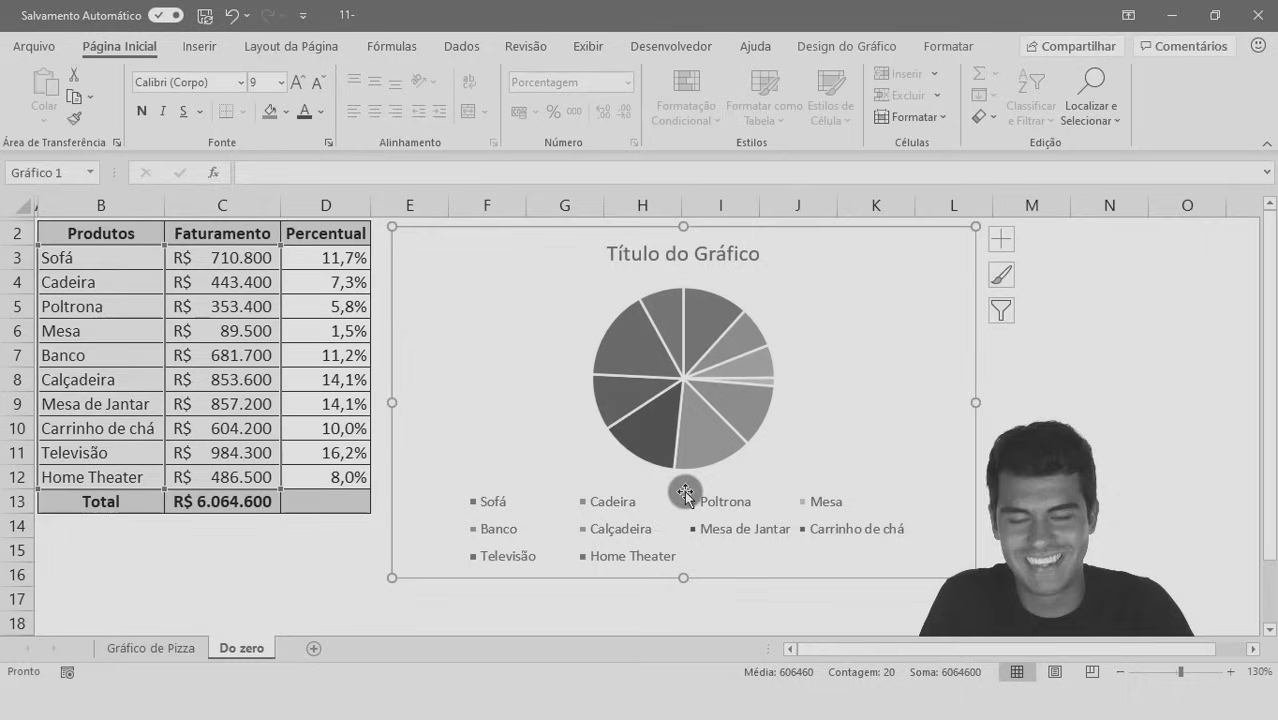 Salvamento Automático 11-
Arquivo Página Inicial Inserir Layout da Página Fórmulas Dados Revisão Exibir Desenvolvedor Ajuda Design do Gráfico Formatar Compartilhar Comentários
Colar
Calibri (Corpo) 9
N I S
Porcentagem
% 000
Formatação Condicional
Formatar como Tabela
Estilos de Célula
Inserir
Excluir
Formatar
Classificar e Filtrar
Localizar e Selecionar
Área de Transferência Fonte Alinhamento Número Estilos Células Edição
Gráfico 1 fx
B C D E F G H I J K L M N O
2 Produtos Faturamento Percentual
3 Sofá R$ 710.800 11,7%
4 Cadeira R$ 443.400 7,3%
5 Poltrona R$ 353.400 5,8%
6 Mesa R$ 89.500 1,5%
7 Banco R$ 681.700 11,2%
8 Calçadeira R$ 853.600 14,1%
9 Mesa de Jantar R$ 857.200 14,1%
10 Carrinho de chá R$ 604.200 10,0%
11 Televisão R$ 984.300 16,2%
12 Home Theater R$ 486.500 8,0%
13 Total R$ 6.064.600
14
15
16
17
18
Título do Gráfico
Sofá Cadeira Poltrona Mesa
Banco Calçadeira Mesa de Jantar Carrinho de chá
Televisão Home Theater
Gráfico de Pizza Do zero
Pronto Média: 606460 Contagem: 20 Soma: 6064600 130%